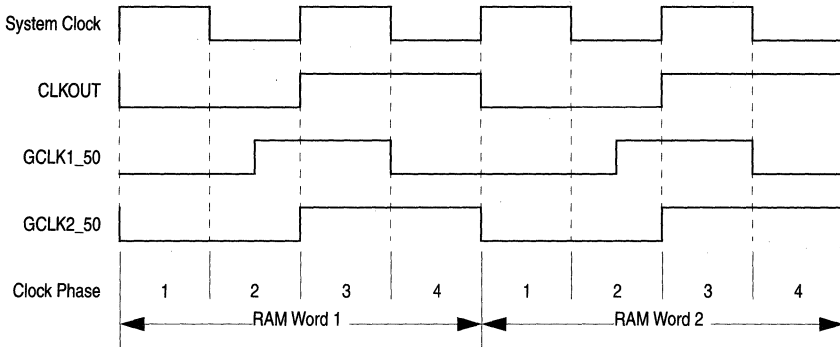 System Clock
CLKOUT
GCLK1_50
GCLK2_50
Clock Phase 1 2 3 4 1 2 3 4
RAM Word 1 RAM Word 2